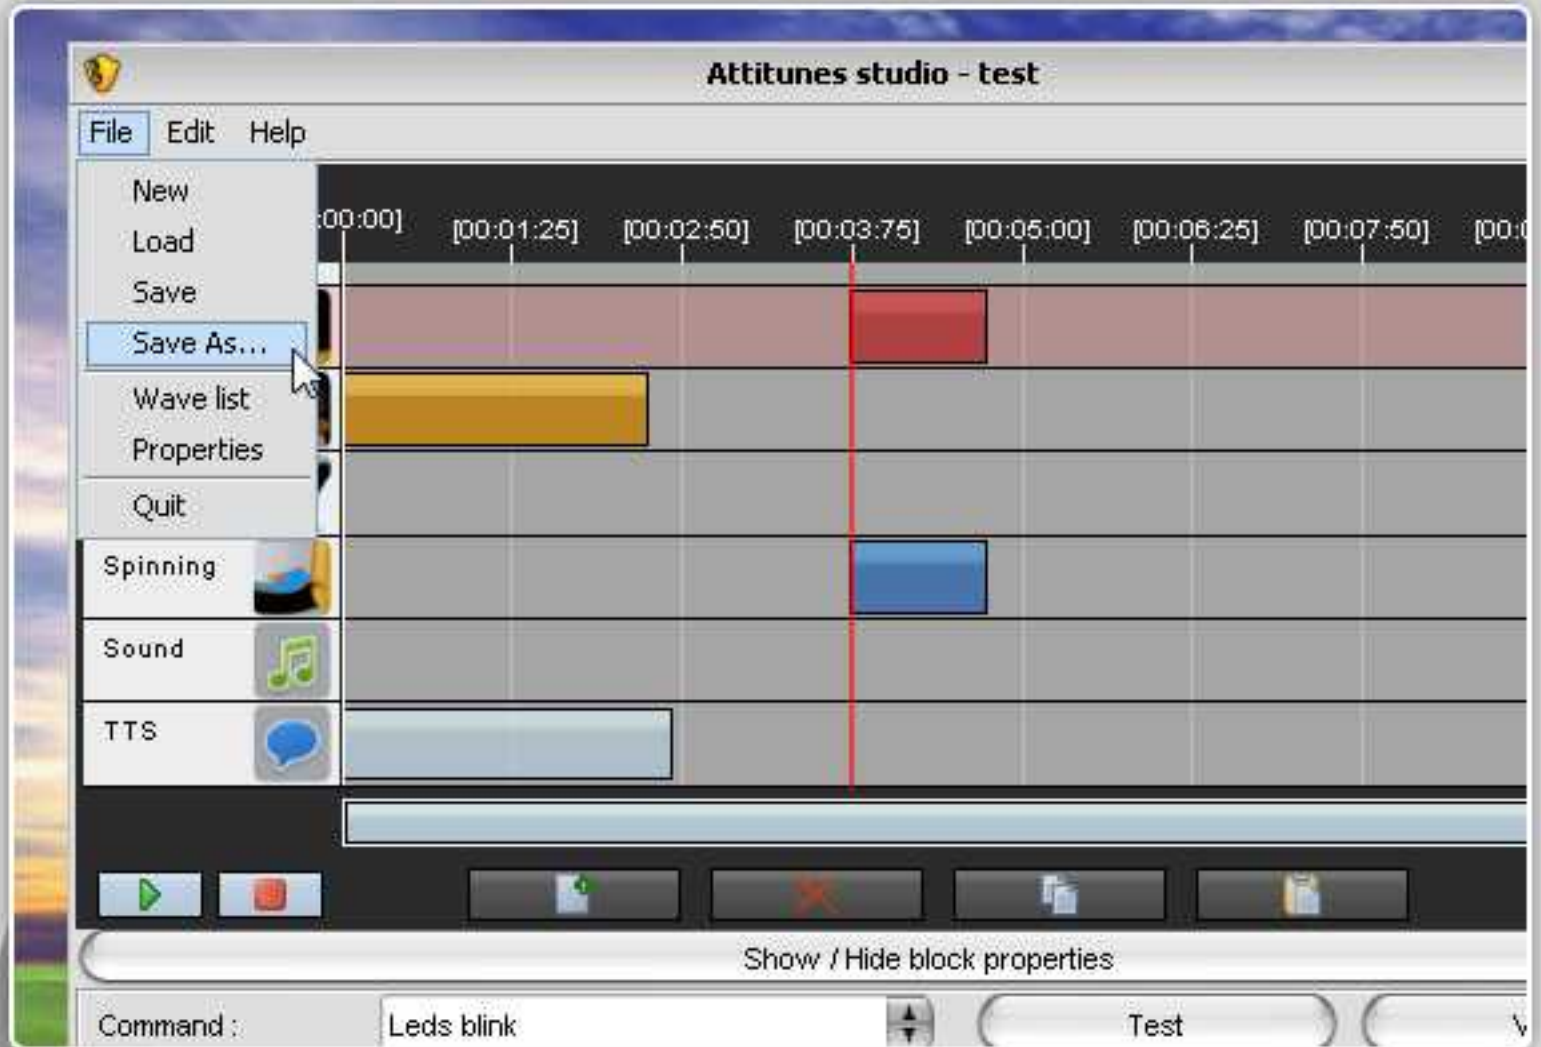 Attitunes studio - test
File Edit Help
New
Load
Save
Save As...
Wave list
Properties
Quit
:00:00] [00:01:25] [00:02:50] [00:03:75] [00:05:00] [00:06:25] [00:07:50] [00:
Spinning
Sound
TTS
Show / Hide block properties
Command : Leds blink Test